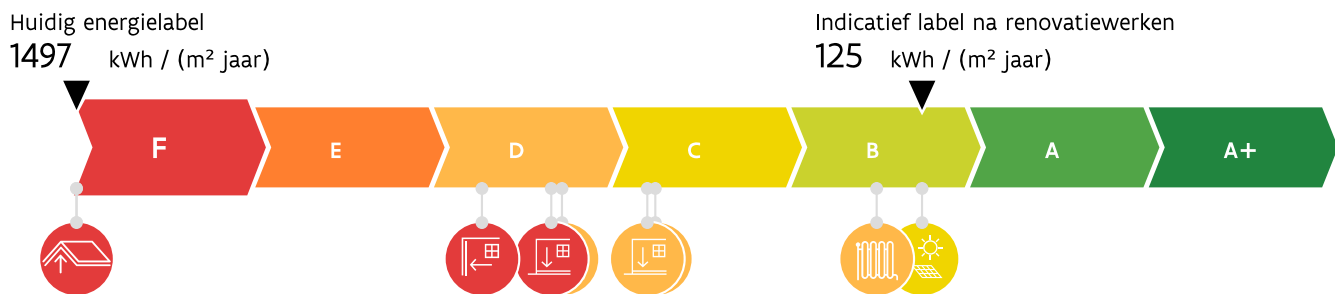 Huidig energielabel
1497 kWh / (m² jaar)
Indicatief label na renovatiewerken
125 kWh / (m² jaar)
F E D C B A A+